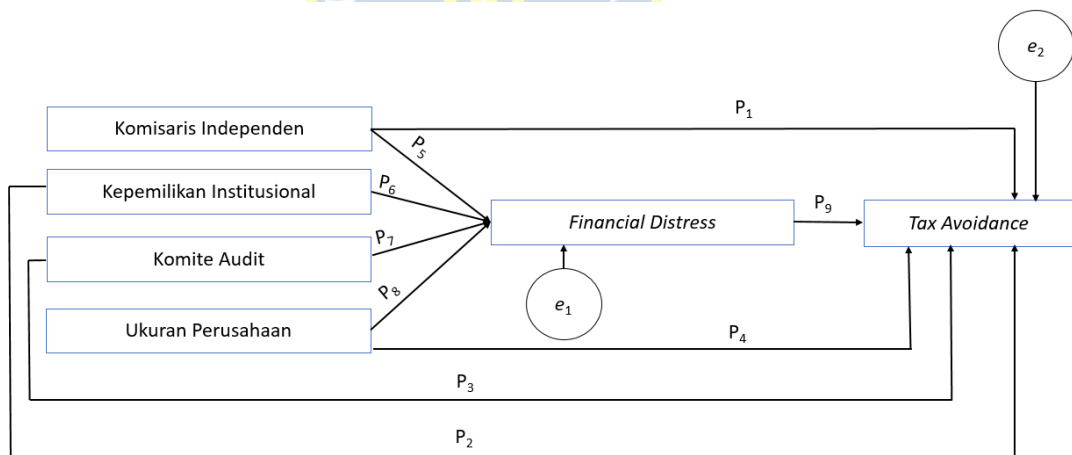 e₂
Komisaris Independen
P₁
P₅
Kepemilikan Institusional
P₆
Financial Distress
P₉
Tax Avoidance
P₇
Komite Audit
P₈
e₁
Ukuran Perusahaan
P₄
P₃
P₂